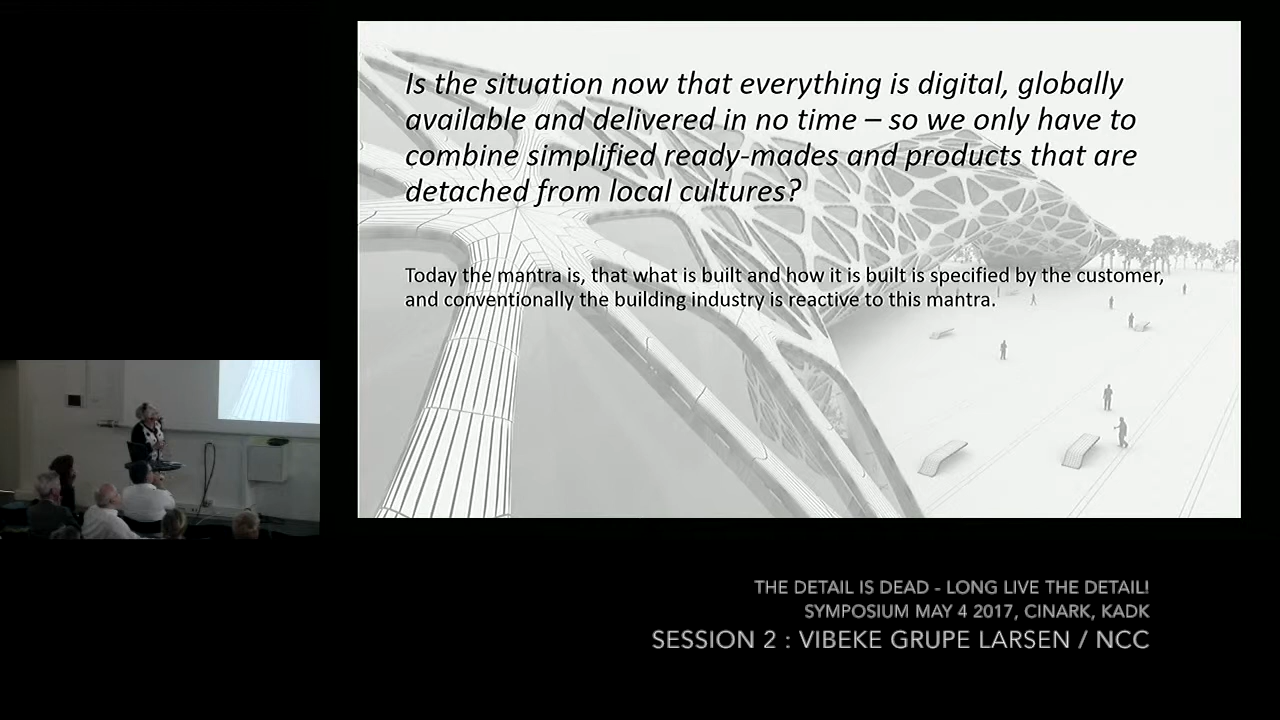 Is the situation now that everything is digital, globally
available and delivered in no time – so we only have to
combine simplified ready-mades and products that are
detached from local cultures?
Today the mantra is, that what is built and how it is built is specified by the customer,
and conventionally the building industry is reactive to this mantra.
THE DETAIL IS DEAD - LONG LIVE THE DETAIL!
SYMPOSIUM MAY 4 2017, CINARK, KADK
SESSION 2 : VIBEKE GRUPE LARSEN / NCC